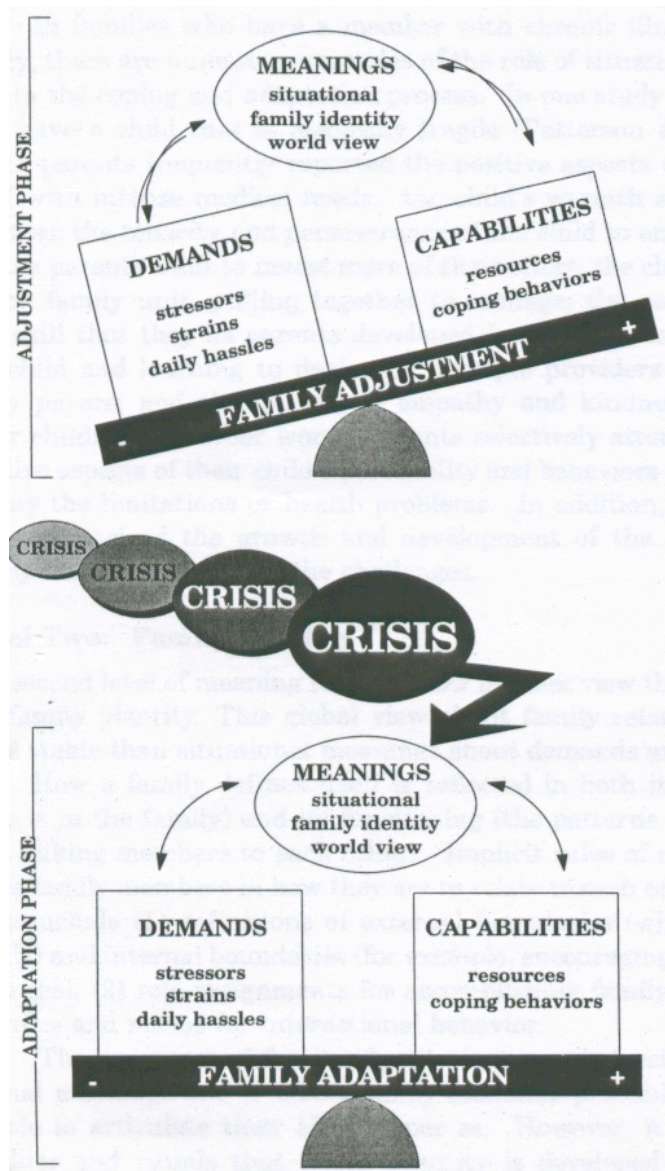 ADJUSTMENT PHASE
MEANINGS
situational
family identity
world view
DEMANDS
stressors
strains
daily hassles
CAPABILITIES
resources
coping behaviors
- FAMILY ADJUSTMENT +
CRISIS
CRISIS
CRISIS
CRISIS
ADAPTATION PHASE
MEANINGS
situational
family identity
world view
DEMANDS
stressors
strains
daily hassles
CAPABILITIES
resources
coping behaviors
- FAMILY ADAPTATION +